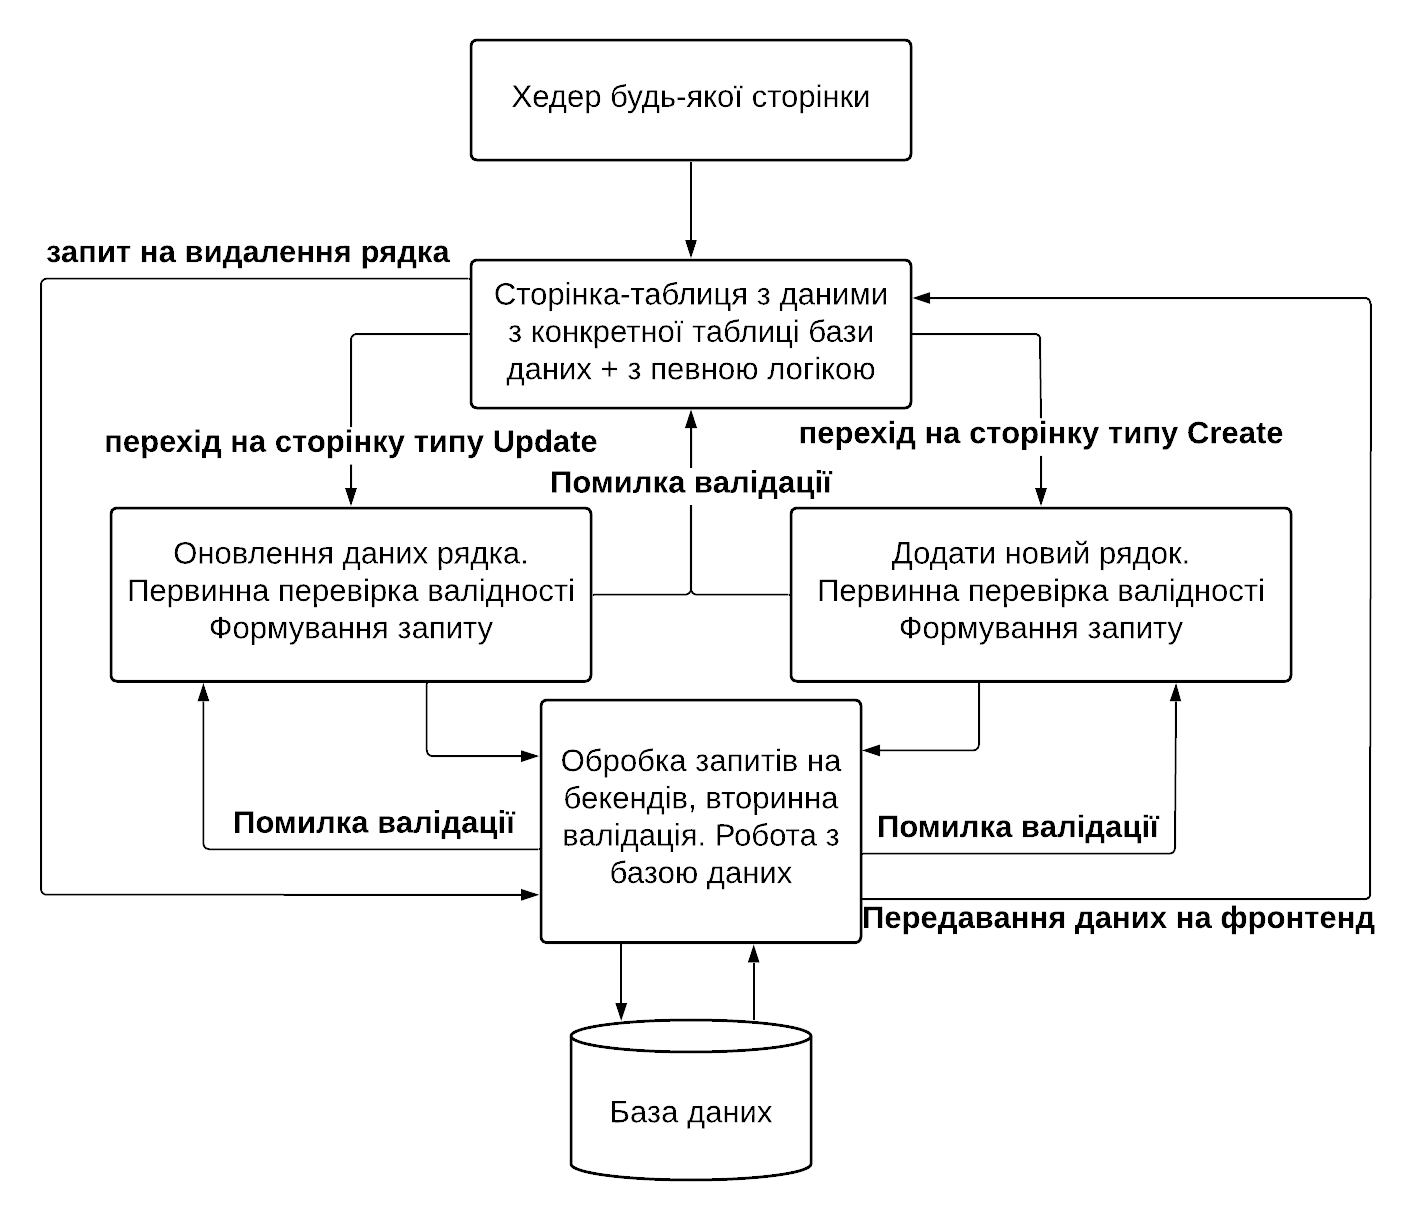 Хедер будь-якої сторінки
запит на видалення рядка
Сторінка-таблиця з даними
з конкретної таблиці бази
даних + з певною логікою
перехід на сторінку типу Update
перехід на сторінку типу Create
Помилка валідації
Оновлення даних рядка.
Первинна перевірка валідності
Формування запиту
Додати новий рядок.
Первинна перевірка валідності
Формування запиту
Обробка запитів на
бекендів, вторинна
валідація. Робота з
базою даних
Помилка валідації
Помилка валідації
Передавання даних на фронтенд
База даних